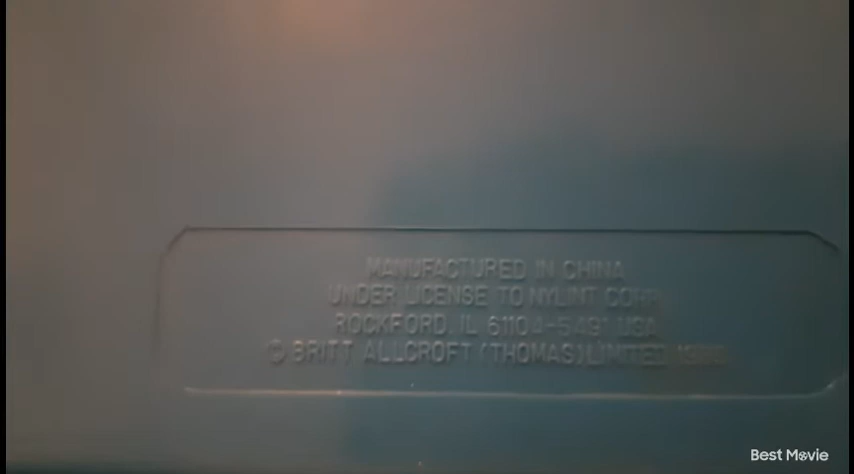 MANUFACTURED IN CHINA
UNDER LICENSE TO NYLINT CORP
ROCKFORD, IL 61104-5491 USA
© BRITT ALLCROFT (THOMAS) LIMITED
Best Movie